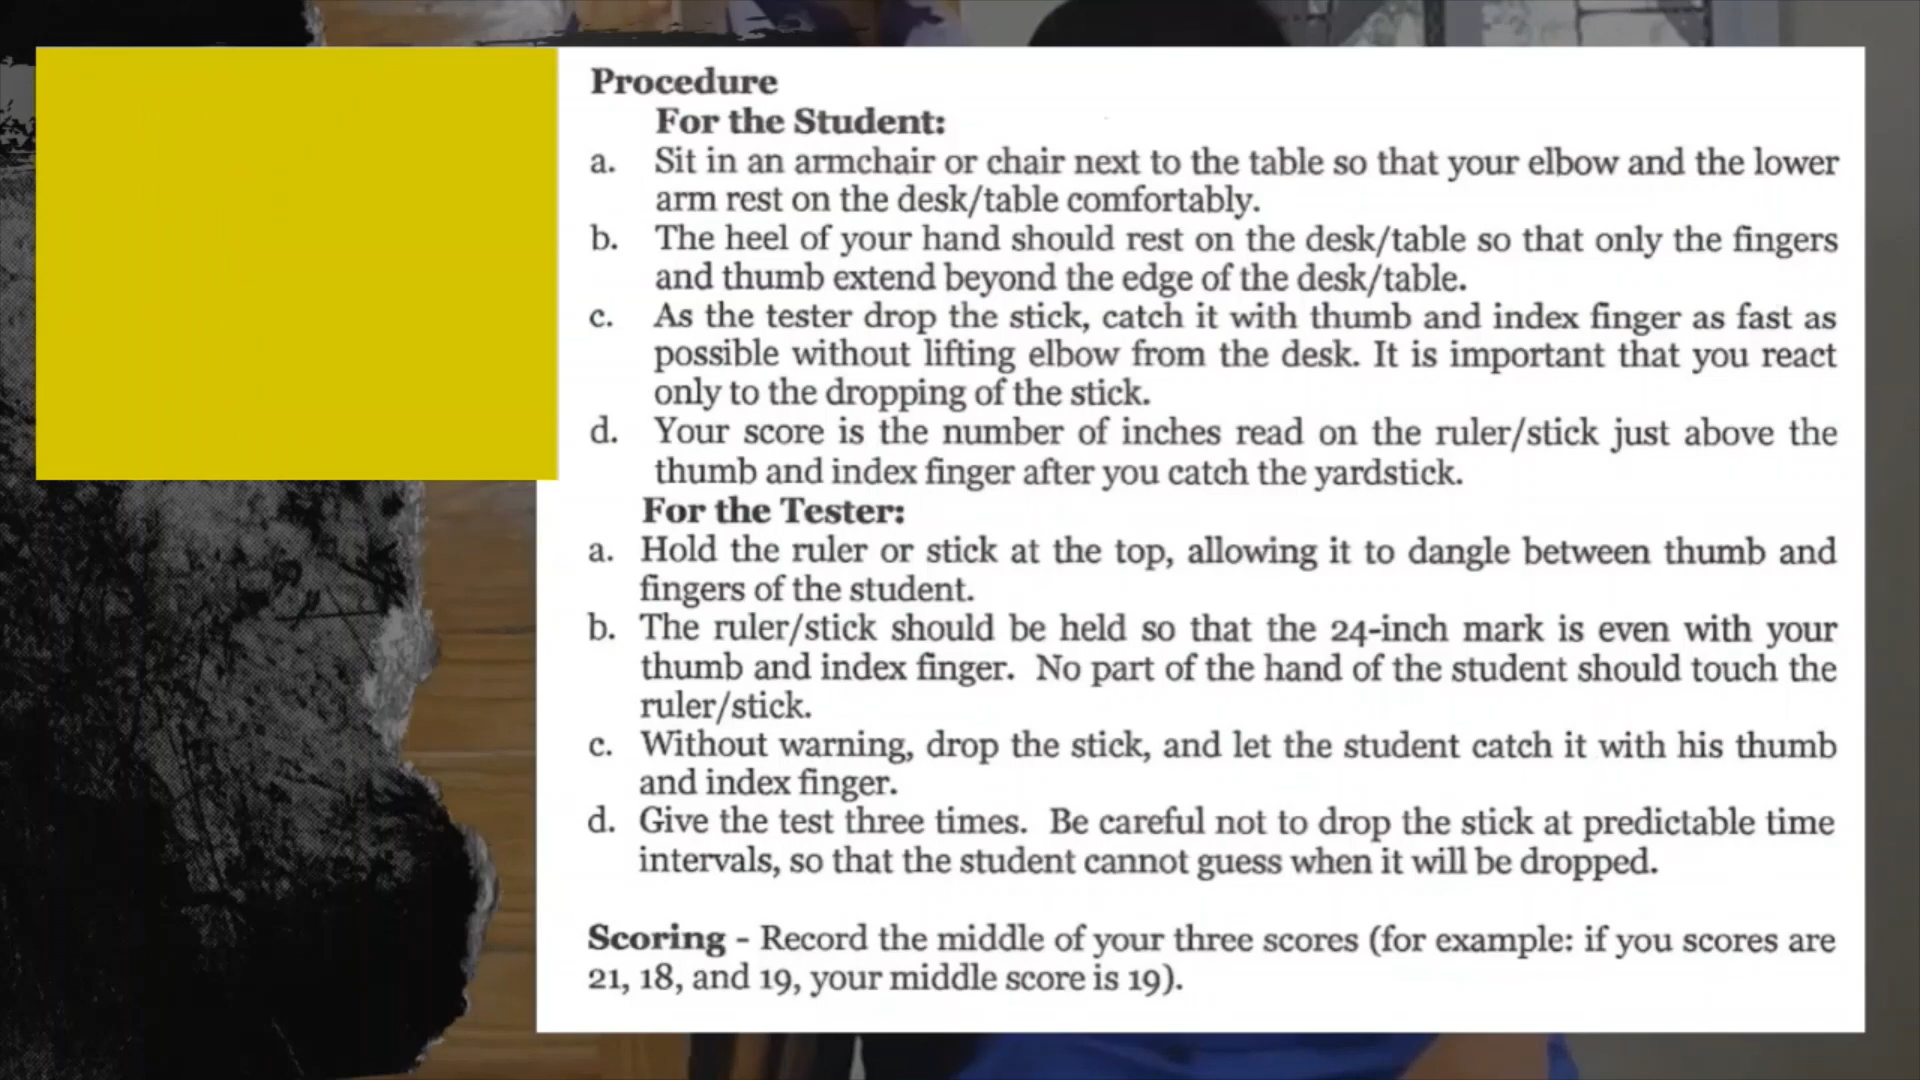 Procedure
For the Student:
a. Sit in an armchair or chair next to the table so that your elbow and the lower
arm rest on the desk/table comfortably.
b. The heel of your hand should rest on the desk/table so that only the fingers
and thumb extend beyond the edge of the desk/table.
c. As the tester drop the stick, catch it with thumb and index finger as fast as
possible without lifting elbow from the desk. It is important that you react
only to the dropping of the stick.
d. Your score is the number of inches read on the ruler/stick just above the
thumb and index finger after you catch the yardstick.
For the Tester:
a. Hold the ruler or stick at the top, allowing it to dangle between thumb and
fingers of the student.
b. The ruler/stick should be held so that the 24-inch mark is even with your
thumb and index finger. No part of the hand of the student should touch the
ruler/stick.
c. Without warning, drop the stick, and let the student catch it with his thumb
and index finger.
d. Give the test three times. Be careful not to drop the stick at predictable time
intervals, so that the student cannot guess when it will be dropped.
Scoring - Record the middle of your three scores (for example: if you scores are
21, 18, and 19, your middle score is 19).